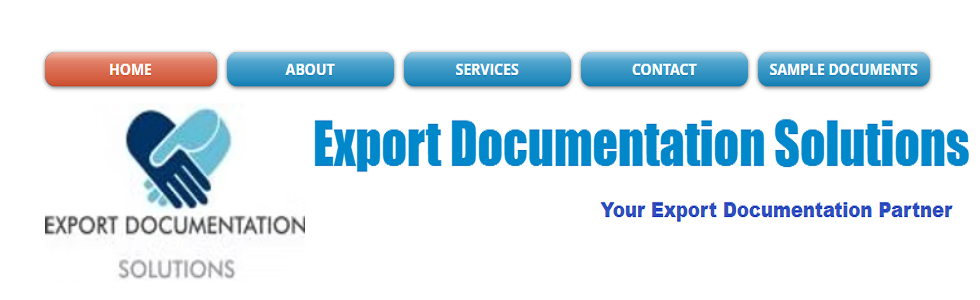 HOME
ABOUT
SERVICES
CONTACT
SAMPLE DOCUMENTS
Export Documentation Solutions
Your Export Documentation Partner
EXPORT DOCUMENTATION
SOLUTIONS